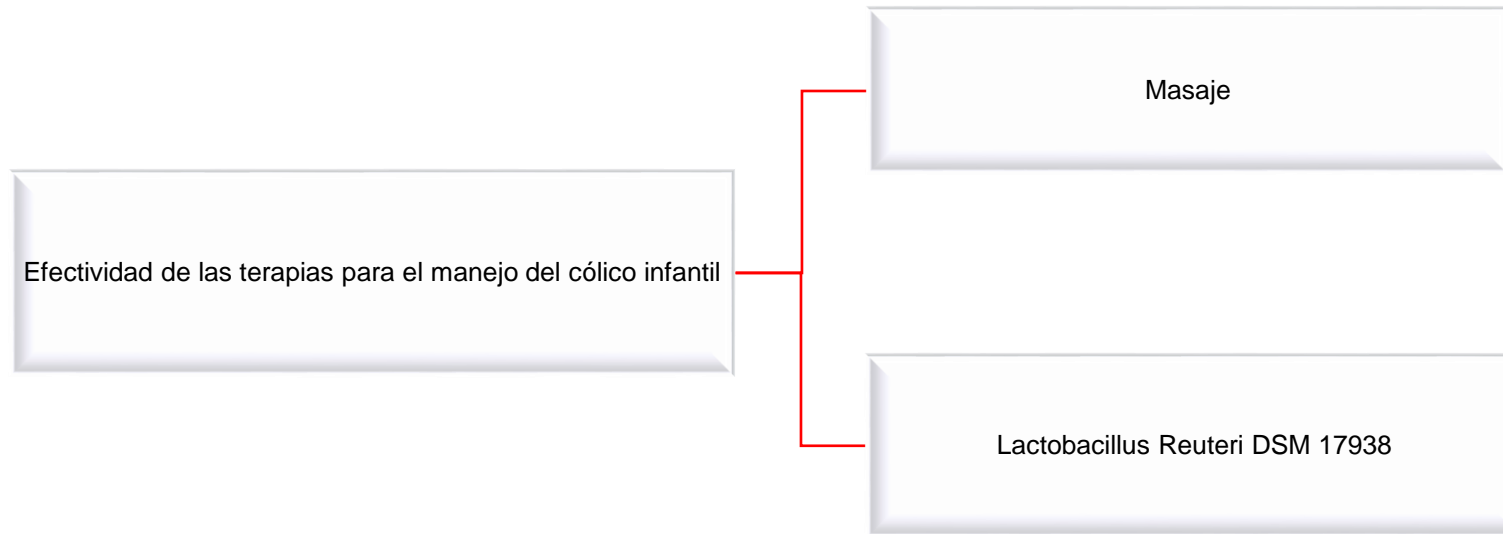 Masaje
Efectividad de las terapias para el manejo del cólico infantil
Lactobacillus Reuteri DSM 17938